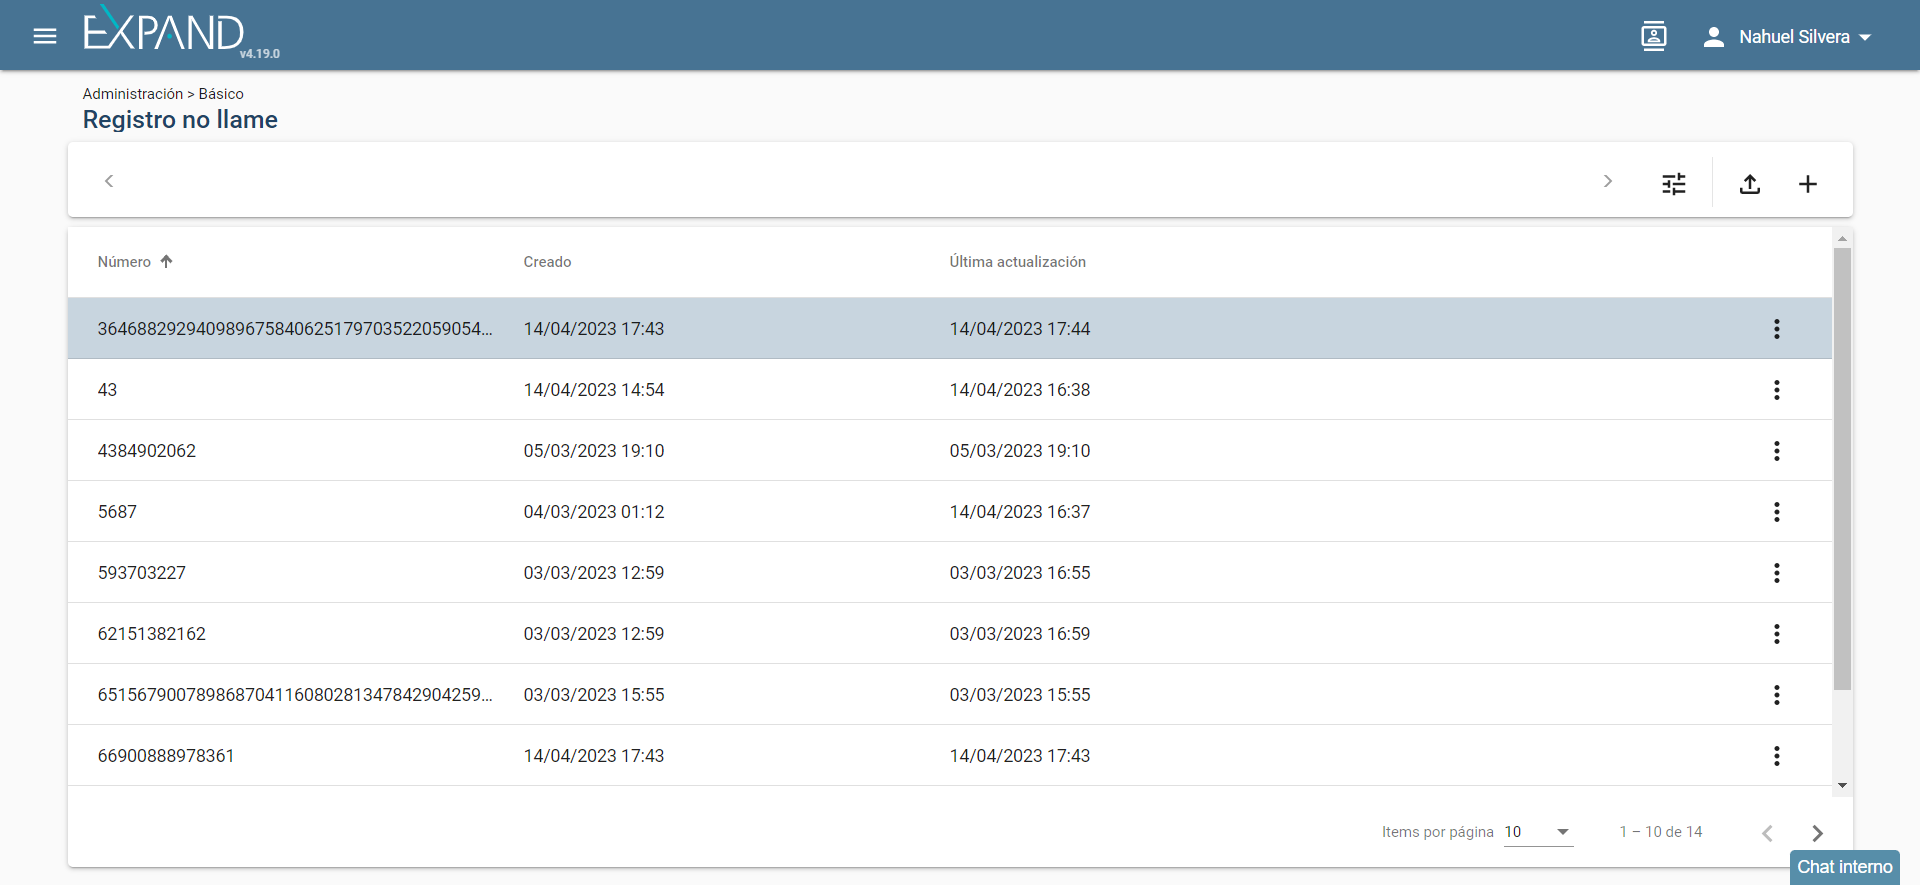 EXPAND
v4.19.0
Nahuel Silvera
Administración > Básico
Registro no llame
Número Creado Última actualización
364688292940989675840625179703522059054... 14/04/2023 17:43 14/04/2023 17:44
43 14/04/2023 14:54 14/04/2023 16:38
4384902062 05/03/2023 19:10 05/03/2023 19:10
5687 04/03/2023 01:12 14/04/2023 16:37
593703227 03/03/2023 12:59 03/03/2023 16:55
62151382162 03/03/2023 12:59 03/03/2023 16:59
651567900789868704116080281347842904259... 03/03/2023 15:55 03/03/2023 15:55
66900888978361 14/04/2023 17:43 14/04/2023 17:43
Items por página 10 1 – 10 de 14
Chat interno